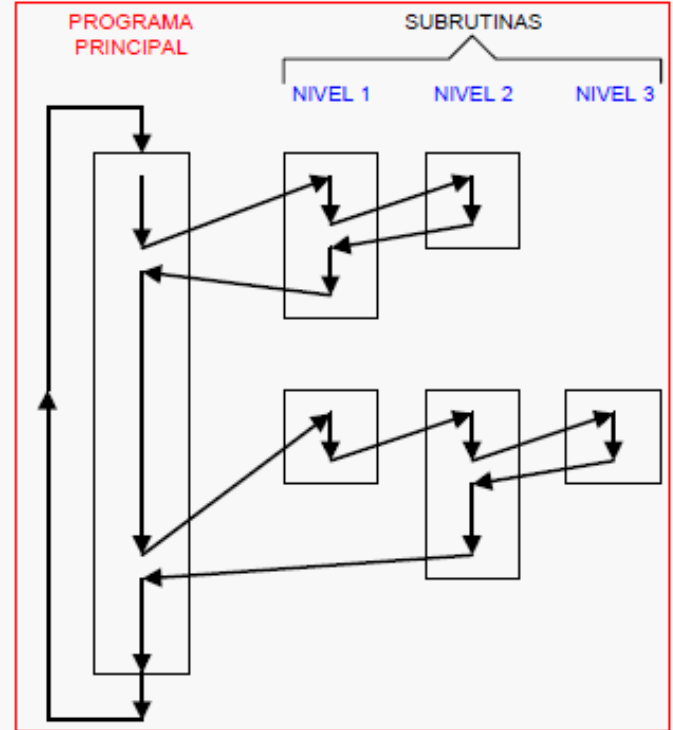 PROGRAMA
PRINCIPAL
SUBRUTINAS
NIVEL 1
NIVEL 2
NIVEL 3